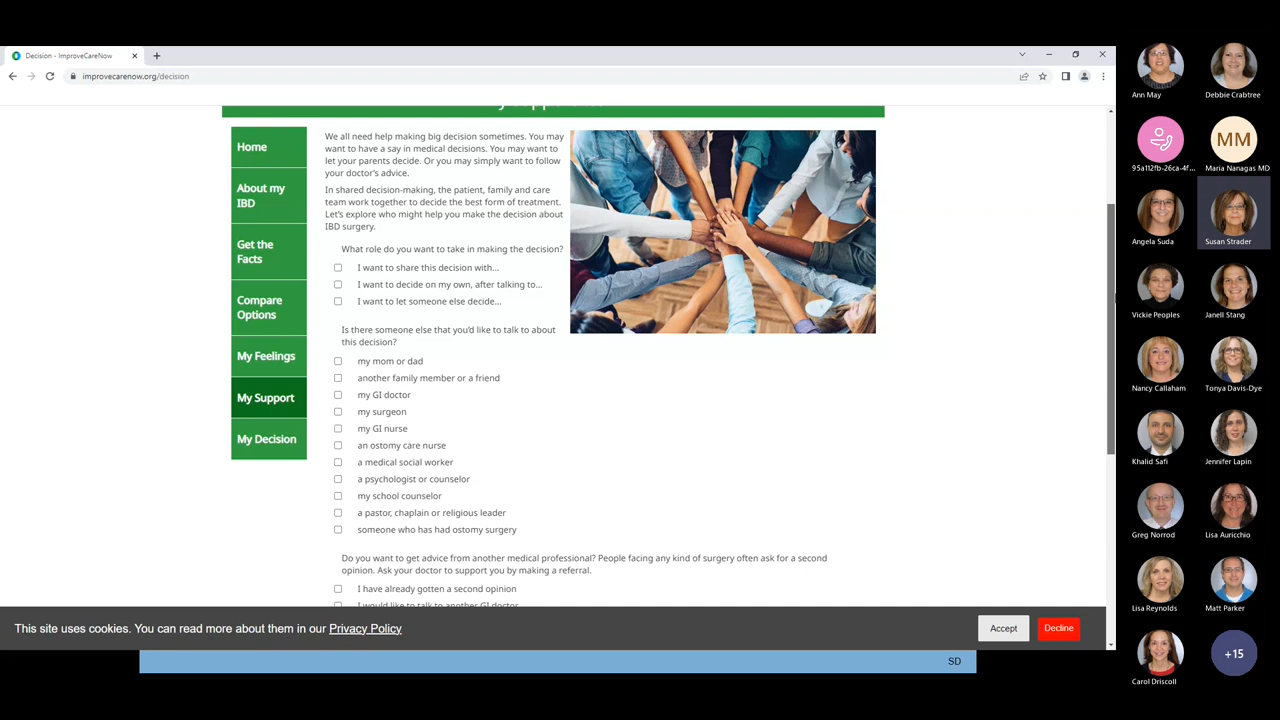 Decision - ImproveCareNow
improvecarenow.org/decision
Home
About my
IBD
Get the
Facts
Compare
Options
My Feelings
My Support
My Decision
We all need help making big decision sometimes. You may
want to have a say in medical decisions. You may want to
let your parents decide. Or you may simply want to follow
your doctor's advice.
In shared decision-making, the patient, family and care
team work together to decide the best form of treatment.
Let's explore who might help you make the decision about
IBD surgery.
What role do you want to take in making the decision?
I want to share this decision with...
I want to decide on my own, after talking to...
I want to let someone else decide...
Is there someone else that you'd like to talk to about
this decision?
my mom or dad
another family member or a friend
my GI doctor
my surgeon
my GI nurse
an ostomy care nurse
a medical social worker
a psychologist or counselor
my school counselor
a pastor, chaplain or religious leader
someone who has had ostomy surgery
Do you want to get advice from another medical professional? People facing any kind of surgery often ask for a second
opinion. Ask your doctor to support you by making a referral.
I have already gotten a second opinion
I would like to talk to another GI doctor
This site uses cookies. You can read more about them in our Privacy Policy
Accept
Decline
SD
Ann May
Debbie Crabtree
95a112fb-26ca-4f...
MM
Maria Nanagas MD
Angela Suda
Susan Strader
Vickie Peoples
Janell Stang
Nancy Callaham
Tonya Davis-Dye
Khalid Safi
Jennifer Lapin
Greg Norrod
Lisa Auricchio
Lisa Reynolds
Matt Parker
Carol Driscoll
+15